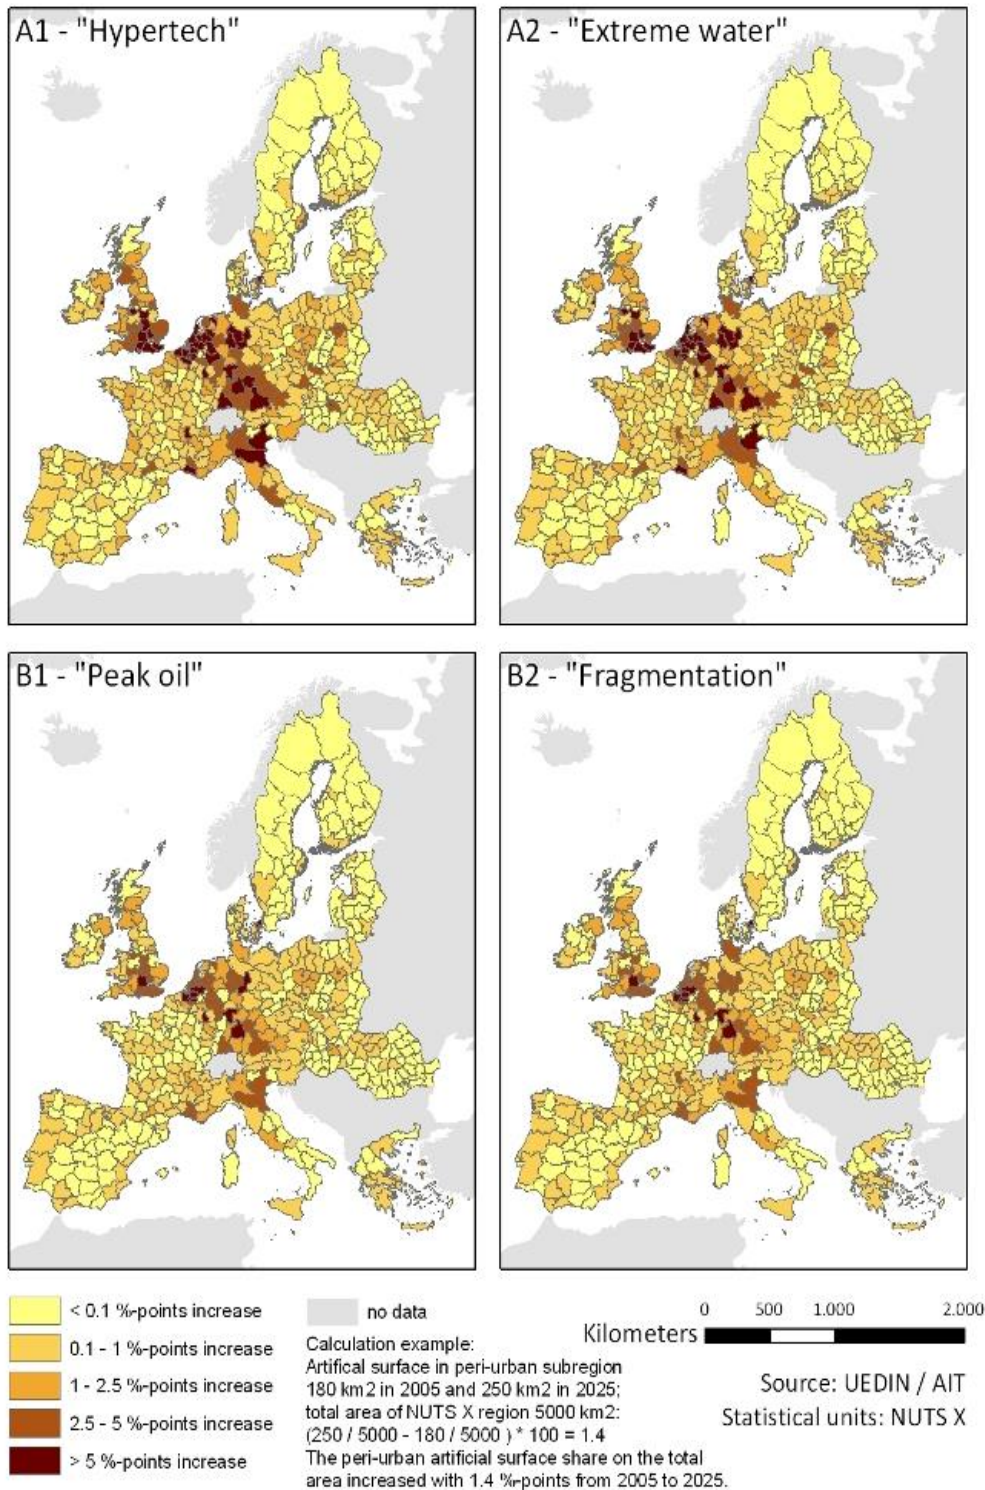 A1 - "Hypertech"
A2 - "Extreme water"
B1 - "Peak oil"
B2 - "Fragmentation"
< 0.1 %-points increase
0.1 - 1 %-points increase
1 - 2.5 %-points increase
2.5 - 5 %-points increase
> 5 %-points increase
no data
Calculation example:
Artifical surface in peri-urban subregion
180 km2 in 2005 and 250 km2 in 2025;
total area of NUTS X region 5000 km2:
(250 / 5000 - 180 / 5000 ) * 100 = 1.4
The peri-urban artificial surface share on the total
area increased with 1.4 %-points from 2005 to 2025.
0 500 1.000 2.000
Kilometers
Source: UEDIN / AIT
Statistical units: NUTS X